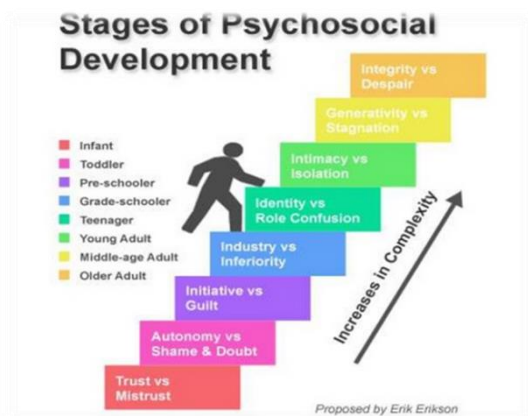 Stages of Psychosocial
Development
Integrity vs
Despair
Generativity vs
Stagnation
Intimacy vs
Isolation
Identity vs
Role Confusion
Industry vs
Inferiority
Initiative vs
Guilt
Autonomy vs
Shame & Doubt
Trust vs
Mistrust
Infant
Toddler
Pre-schooler
Grade-schooler
Teenager
Young Adult
Middle-age Adult
Older Adult
Increases in Complexity
Proposed by Erik Erikson